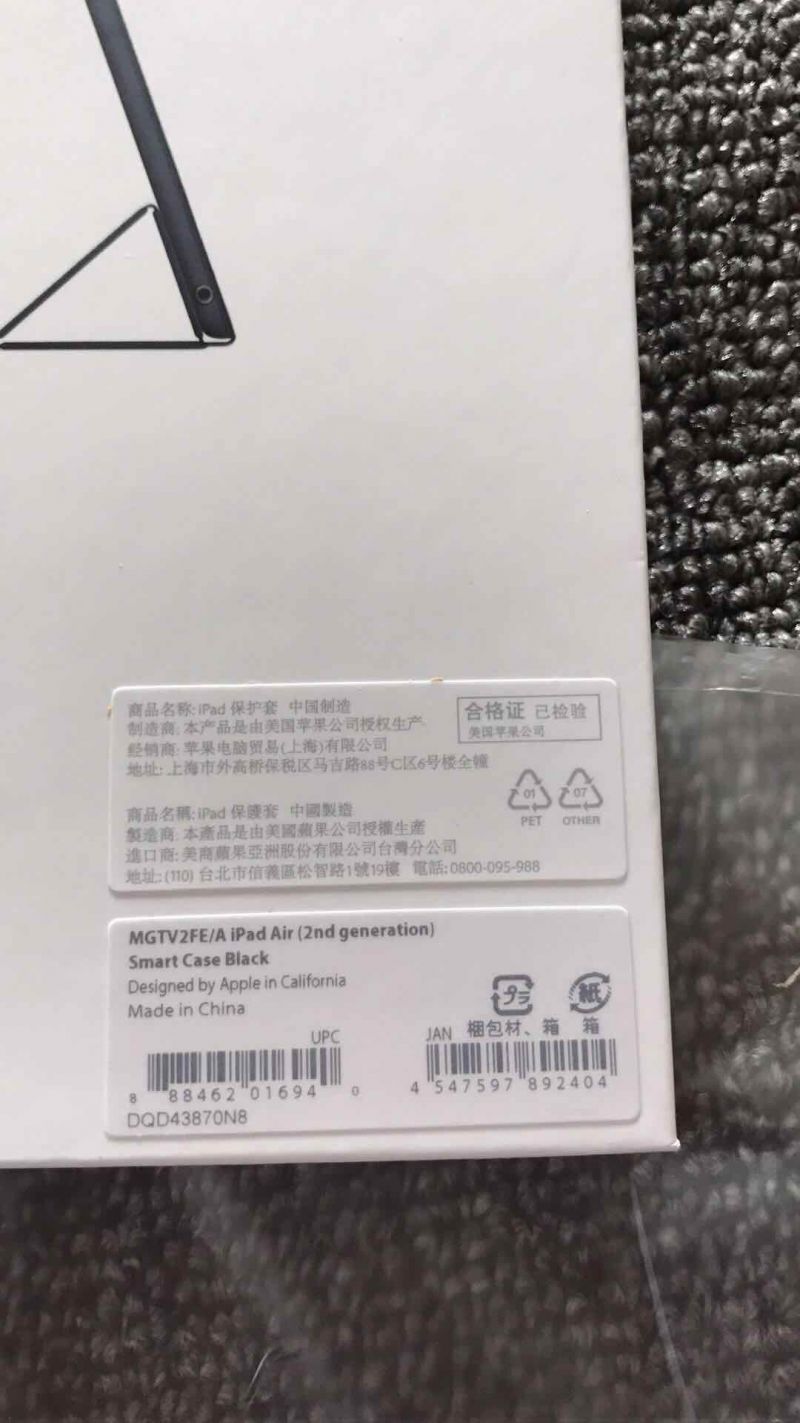 商品名称: iPad 保护套 中国制造
制造商: 本产品是由美国苹果公司授权生产
经销商: 苹果电脑贸易(上海)有限公司
地址: 上海市外高桥保税区马吉路88号C区6号楼全幢
合格证 已检验
美国苹果公司
01
PET
07
OTHER
商品名稱: iPad 保護套 中國製造
製造商: 本產品是由美國蘋果公司授權生產
進口商: 美商蘋果亞洲股份有限公司台灣分公司
地址: (110) 台北市信義區松智路1號19樓 電話: 0800-095-988
MGTV2FE/A iPad Air (2nd generation)
Smart Case Black
Designed by Apple in California
Made in China
プラ
紙
梱包材、箱 箱
UPC
8 88462 01694 0
DQD43870N8
JAN
4 547597 892404